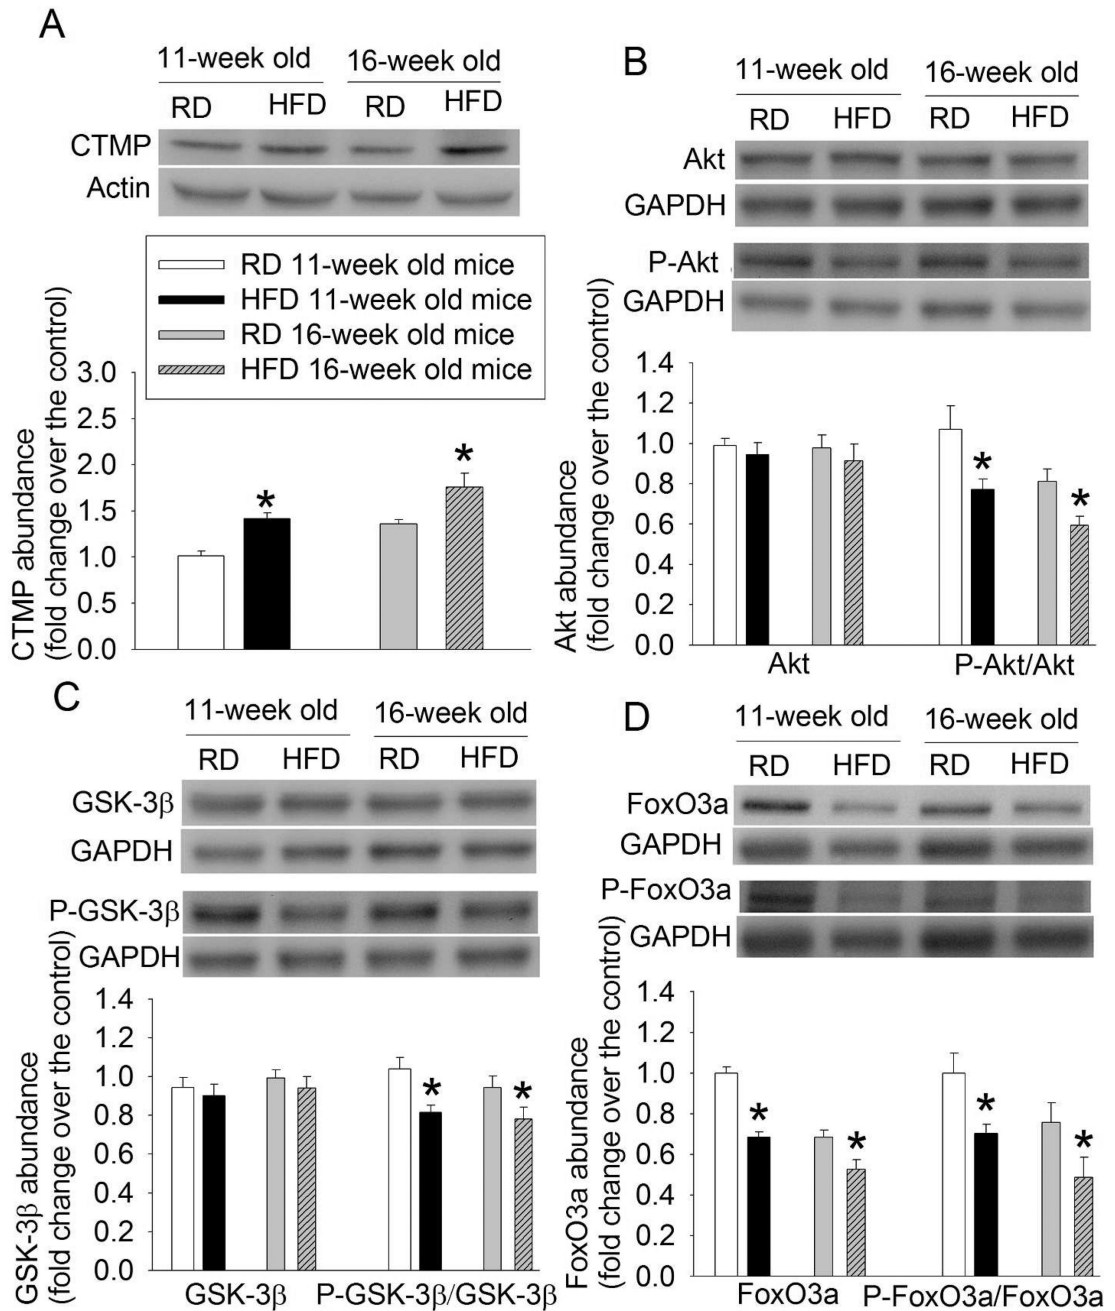 A
11-week old 16-week old
RD HFD RD HFD
CTMP
Actin
RD 11-week old mice
HFD 11-week old mice
RD 16-week old mice
HFD 16-week old mice
CTMP abundance
(fold change over the control)
3.0
2.5
2.0
1.5
1.0
0.5
0.0
*
*
B
11-week old 16-week old
RD HFD RD HFD
Akt
GAPDH
P-Akt
GAPDH
Akt abundance
(fold change over the control)
1.4
1.2
1.0
0.8
0.6
0.4
0.2
0.0
*
*
Akt P-Akt/Akt
C
11-week old 16-week old
RD HFD RD HFD
GSK-3β
GAPDH
P-GSK-3β
GAPDH
GSK-3β abundance
(fold change over the control)
1.4
1.2
1.0
0.8
0.6
0.4
0.2
0.0
* *
GSK-3β P-GSK-3β/GSK-3β
D
11-week old 16-week old
RD HFD RD HFD
FoxO3a
GAPDH
P-FoxO3a
GAPDH
FoxO3a abundance
(fold change over the control)
1.4
1.2
1.0
0.8
0.6
0.4
0.2
0.0
* *
* *
FoxO3a P-FoxO3a/FoxO3a